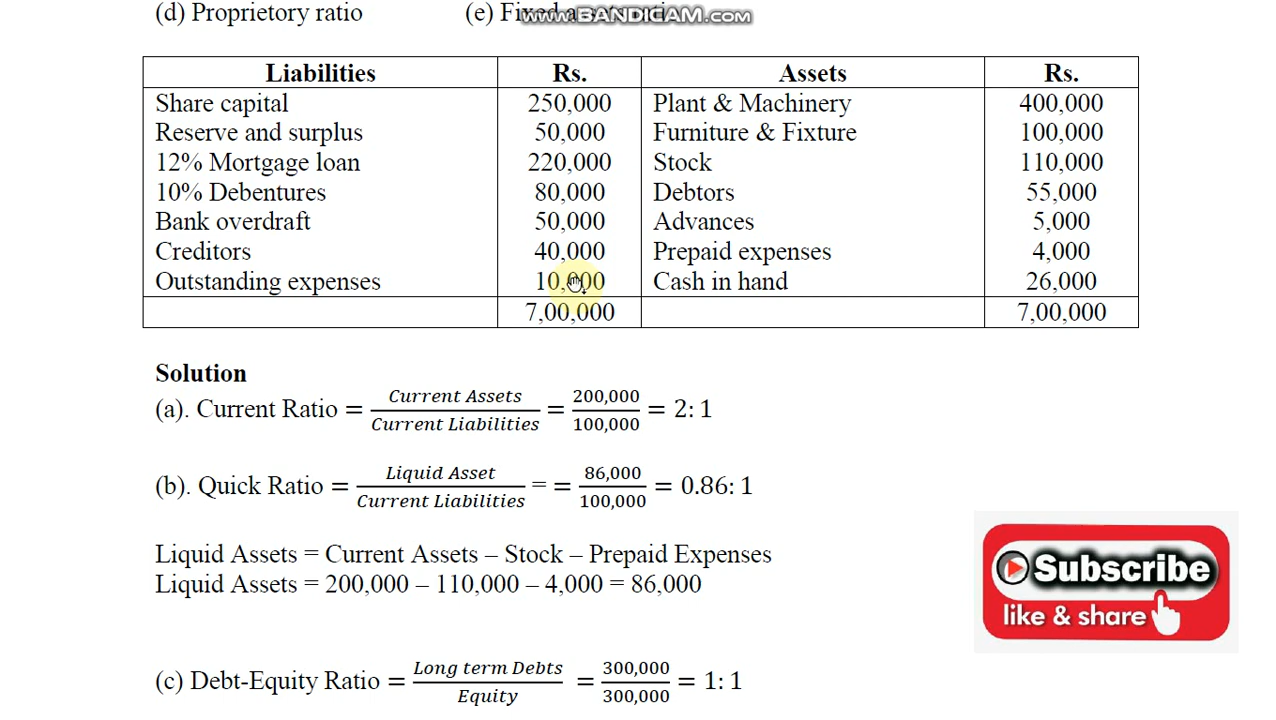 (d) Proprietory ratio (e) Fixed assets ratio
www.BANDICAM.com
Liabilities Rs. Assets Rs.
Share capital 250,000 Plant & Machinery 400,000
Reserve and surplus 50,000 Furniture & Fixture 100,000
12% Mortgage loan 220,000 Stock 110,000
10% Debentures 80,000 Debtors 55,000
Bank overdraft 50,000 Advances 5,000
Creditors 40,000 Prepaid expenses 4,000
Outstanding expenses 10,000 Cash in hand 26,000
7,00,000 7,00,000
Solution
(a). Current Ratio = Current Assets / Current Liabilities = 200,000 / 100,000 = 2: 1
(b). Quick Ratio = Liquid Asset / Current Liabilities = = 86,000 / 100,000 = 0.86: 1
Liquid Assets = Current Assets – Stock – Prepaid Expenses
Liquid Assets = 200,000 – 110,000 – 4,000 = 86,000
Subscribe
like & share
(c) Debt-Equity Ratio = Long term Debts / Equity = 300,000 / 300,000 = 1: 1